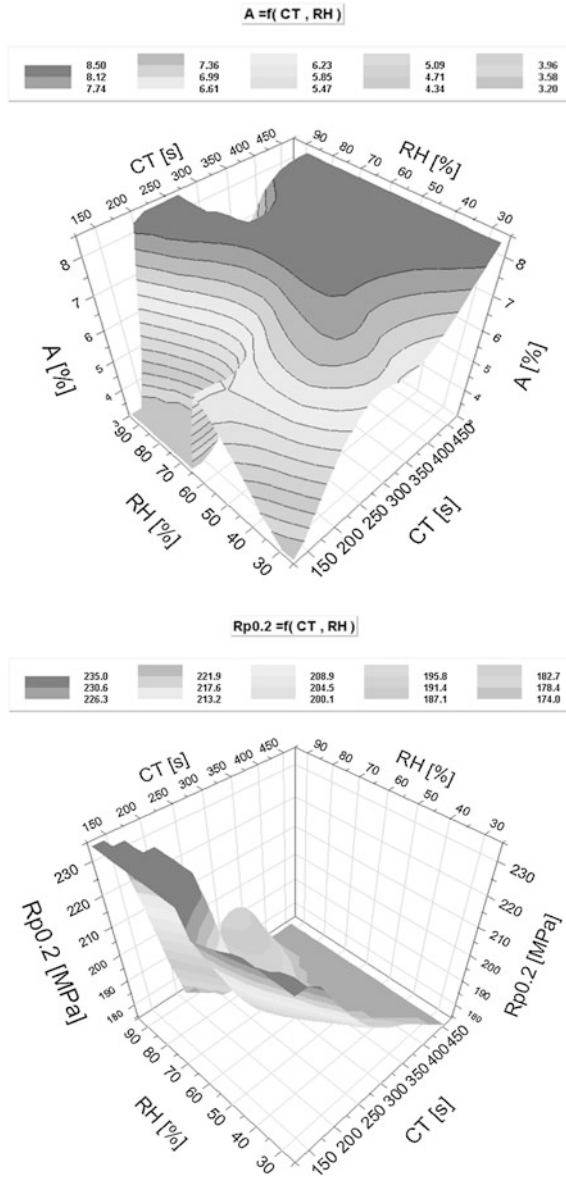 A =f( CT , RH )
8.50 7.36 6.23 5.09 3.96
8.12 6.99 5.85 4.71 3.58
7.74 6.61 5.47 4.34 3.20
CT [s]
150 200 250 300 350 400 450
RH [%]
90 80 70 60 50 40 30
A [%]
8 7 6 5 4
A [%]
8 7 6 5 4
RH [%]
90 80 70 60 50 40 30
CT [s]
150 200 250 300 350 400 450
Rp0.2 =f( CT , RH )
235.0 221.9 208.9 195.8 182.7
230.6 217.6 204.5 191.4 178.4
226.3 213.2 200.1 187.1 174.0
CT [s]
150 200 250 300 350 400 450
RH [%]
90 80 70 60 50 40 30
Rp0.2 [MPa]
230 220 210 200 190 180
Rp0.2 [MPa]
230 220 210 200 190 180
RH [%]
90 80 70 60 50 40 30
CT [s]
150 200 250 300 350 400 450